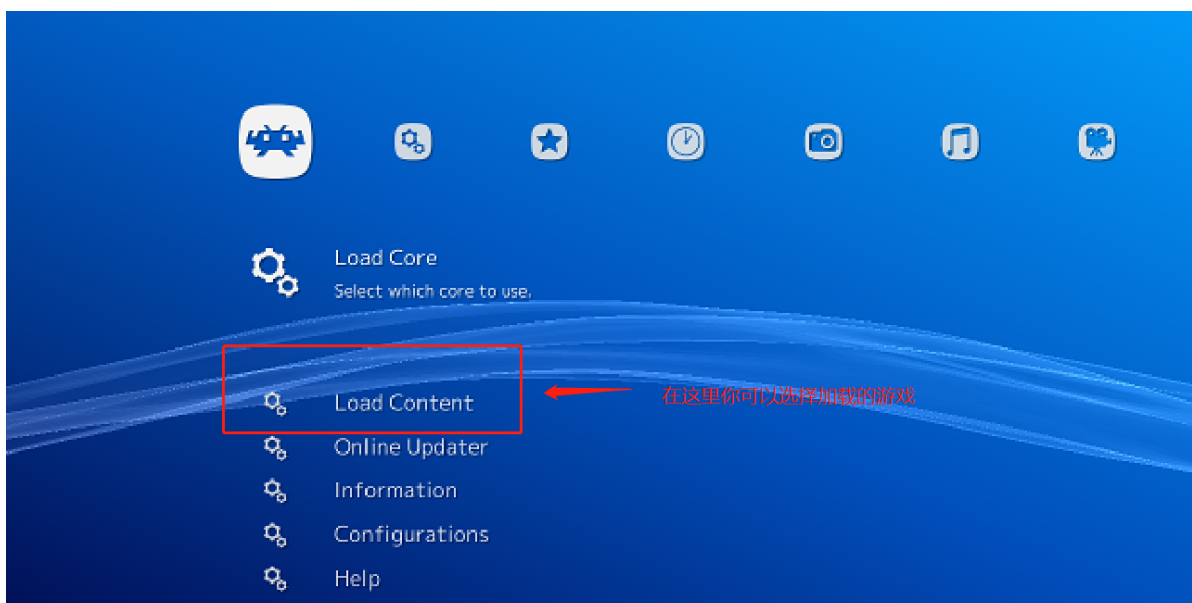 Load Core
Select which core to use.
Load Content
在这里你可以选择加载的游戏
Online Updater
Information
Configurations
Help